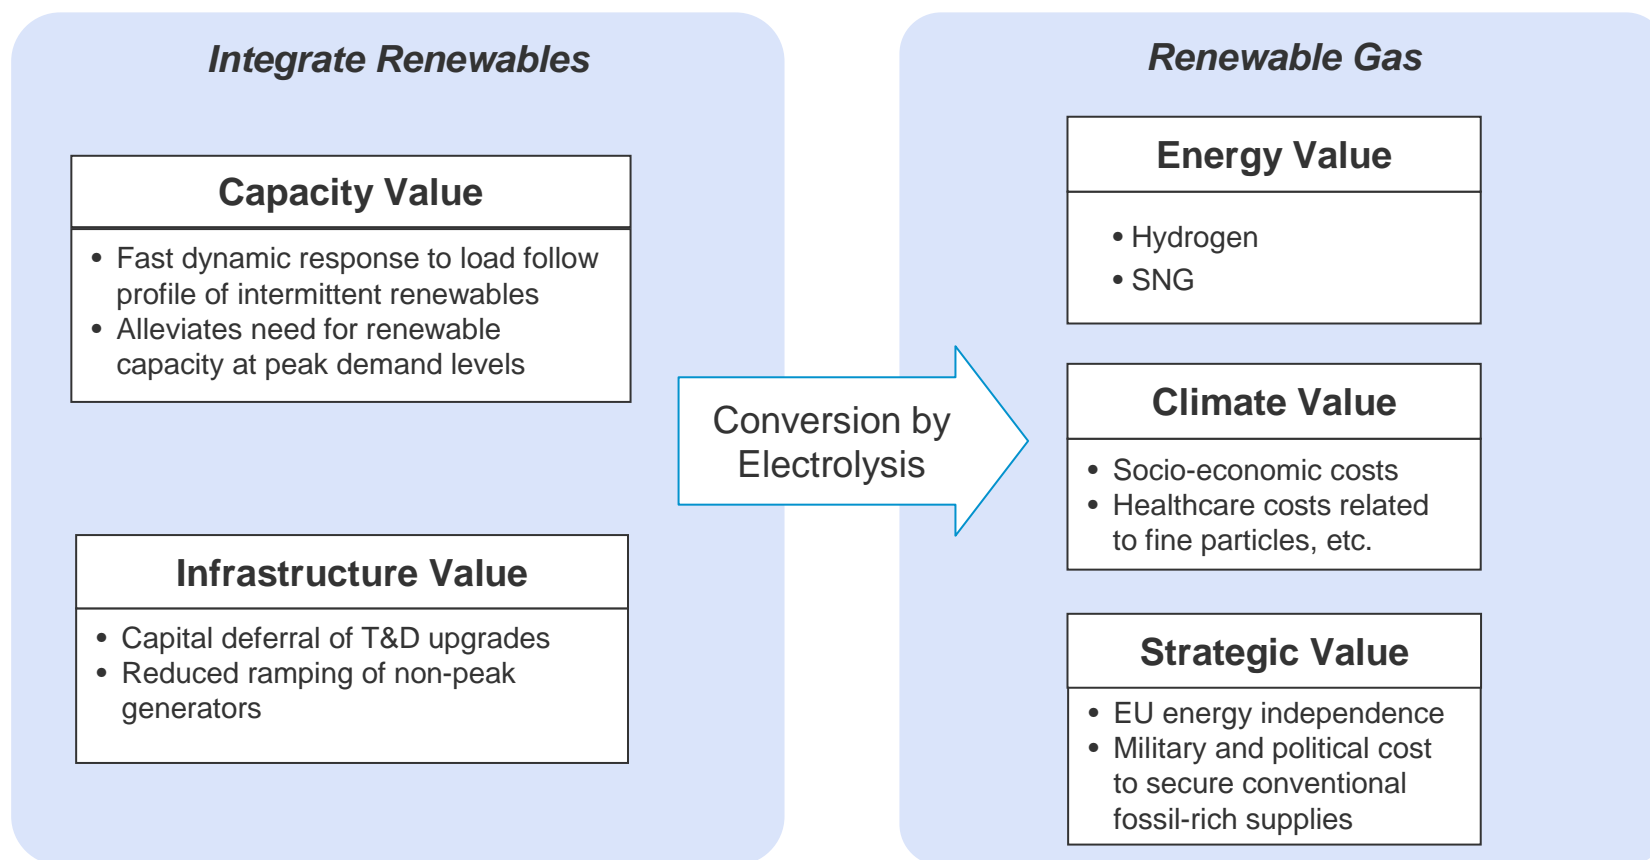 Integrate Renewables
Capacity Value
• Fast dynamic response to load follow
profile of intermittent renewables
• Alleviates need for renewable
capacity at peak demand levels
Infrastructure Value
• Capital deferral of T&D upgrades
• Reduced ramping of non-peak
generators
Conversion by
Electrolysis
Renewable Gas
Energy Value
• Hydrogen
• SNG
Climate Value
• Socio-economic costs
• Healthcare costs related
to fine particles, etc.
Strategic Value
• EU energy independence
• Military and political cost
to secure conventional
fossil-rich supplies